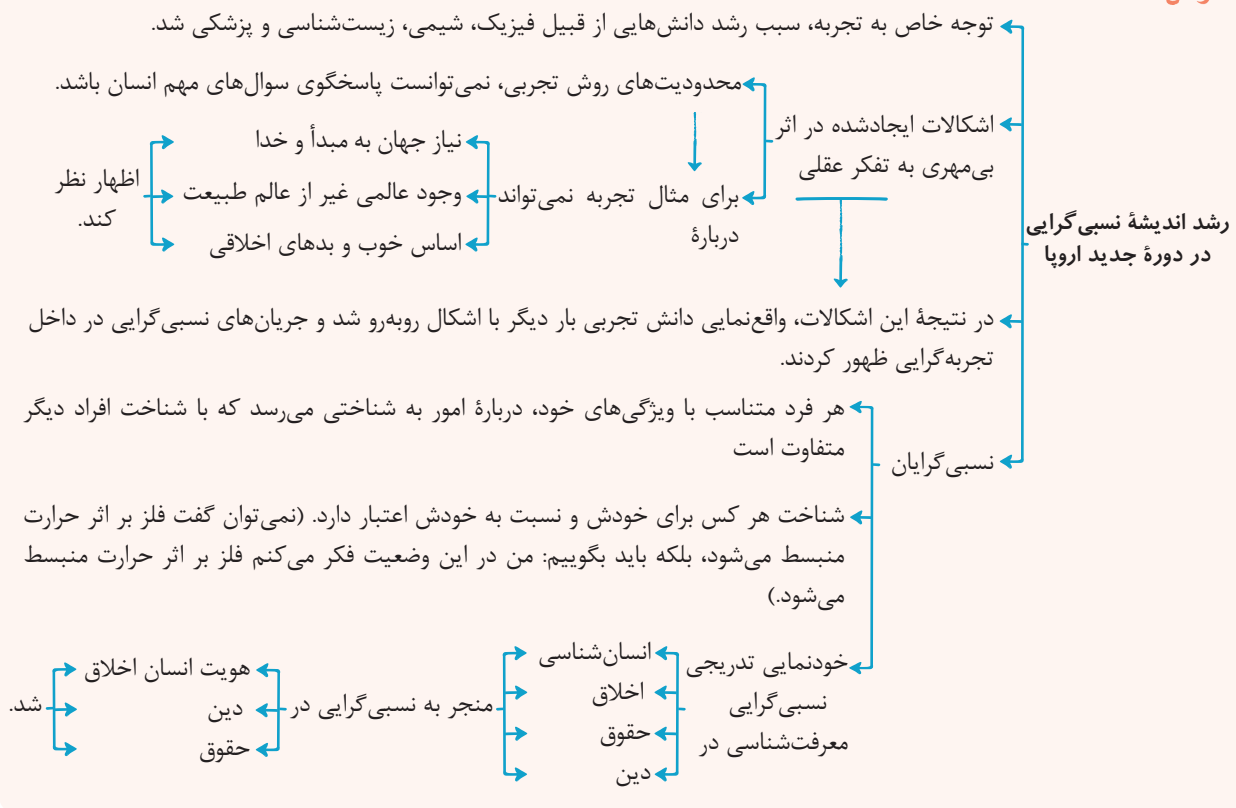 توجه خاص به تجربه، سبب رشد دانش‌هایی از قبیل فیزیک، شیمی، زیست‌شناسی و پزشکی شد.
رشد اندیشهٔ نسبی‌گرایی
در دورهٔ جدید اروپا
اشکالات ایجادشده در اثر
بی‌مهری به تفکر عقلی
محدودیت‌های روش تجربی، نمی‌توانست پاسخگوی سوال‌های مهم انسان باشد.
برای مثال تجربه نمی‌تواند
دربارهٔ
نیاز جهان به مبدأ و خدا
وجود عالمی غیر از عالم طبیعت
اساس خوب و بدهای اخلاقی
اظهار نظر
کند.
در نتیجهٔ این اشکالات، واقع‌نمایی دانش تجربی بار دیگر با اشکال روبه‌رو شد و جریان‌های نسبی‌گرایی در داخل
تجربه‌گرایی ظهور کردند.
نسبی‌گرایان
هر فرد متناسب با ویژگی‌های خود، دربارهٔ امور به شناختی می‌رسد که با شناخت افراد دیگر
متفاوت است
شناخت هر کس برای خودش و نسبت به خودش اعتبار دارد. (نمی‌توان گفت فلز بر اثر حرارت
منبسط می‌شود، بلکه باید بگوییم: من در این وضعیت فکر می‌کنم فلز بر اثر حرارت منبسط
می‌شود.)
خودنمایی تدریجی
نسبی‌گرایی
معرفت‌شناسی در
انسان‌شناسی
اخلاق
حقوق
دین
منجر به نسبی‌گرایی در
هویت انسان اخلاق
دین
حقوق
شد.